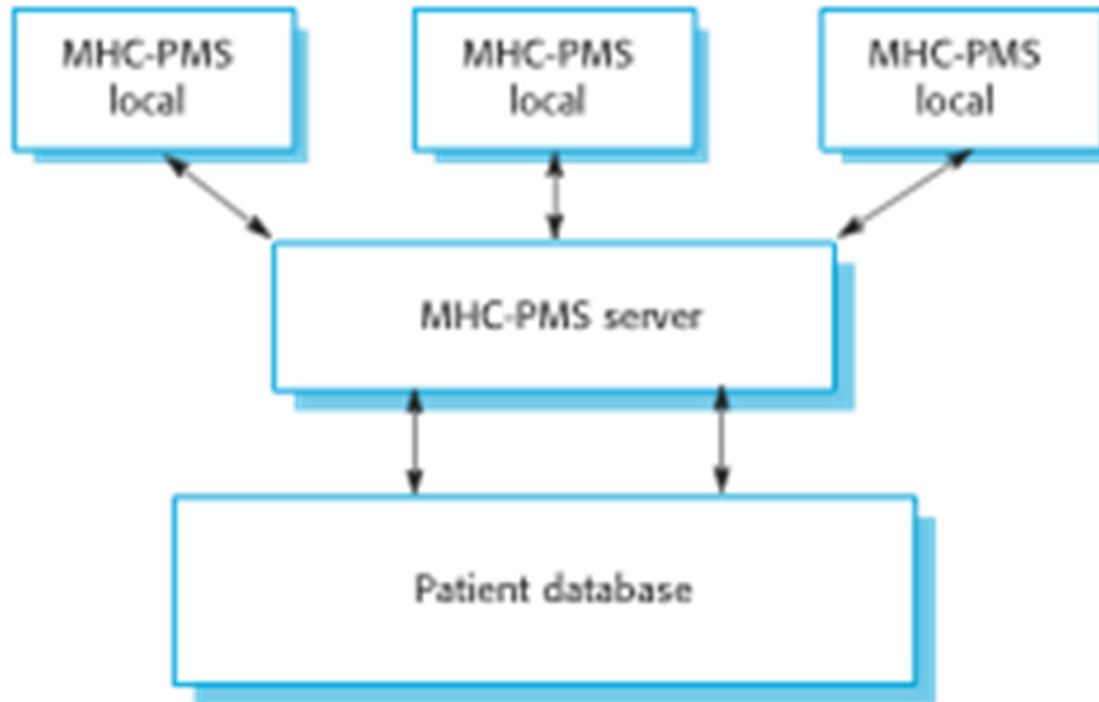 MHC-PMS
local
MHC-PMS
local
MHC-PMS
local
MHC-PMS server
Patient database